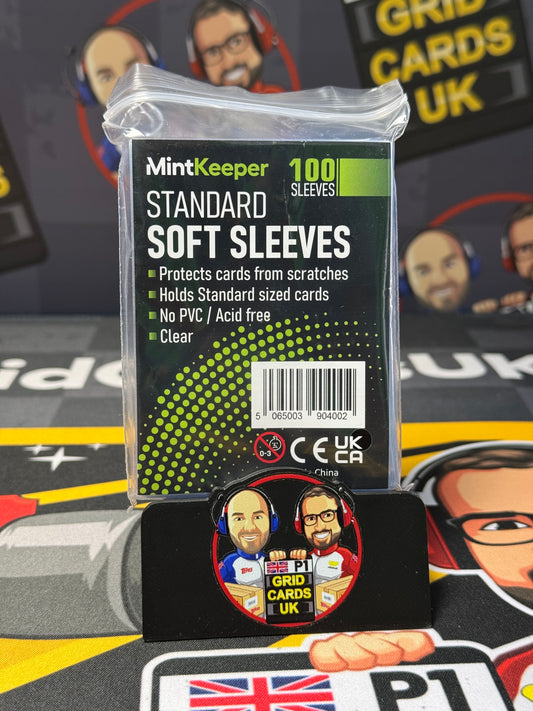 GRID
CARDS
UK
MintKeeper
100
SLEEVES
STANDARD
SOFT SLEEVES
Protects cards from scratches
Holds Standard sized cards
No PVC / Acid free
Clear
5 065003 904002
0-3
CE
UK
CA
China
P1
GRID
CARDS
UK
P1